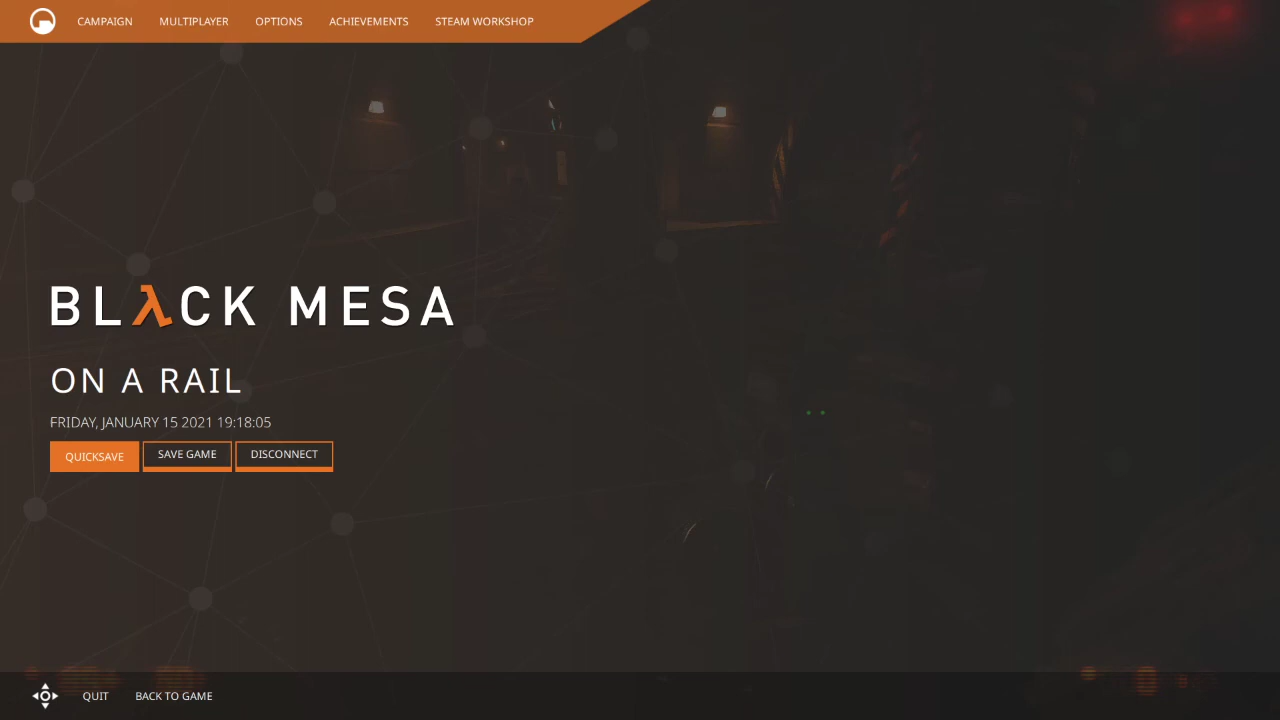 CAMPAIGN MULTIPLAYER OPTIONS ACHIEVEMENTS STEAM WORKSHOP
BLλCK MESA
ON A RAIL
FRIDAY, JANUARY 15 2021 19:18:05
QUICKSAVE SAVE GAME DISCONNECT
QUIT BACK TO GAME